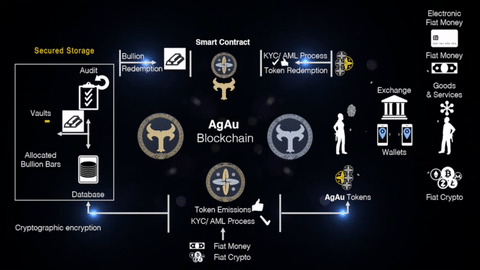 Electronic
Fiat Money
Secured Storage
Smart Contract
Bullion
Redemption
KYC/ AML Process
Token Redemption
Fiat Money
Audit
Goods
& Services
Exchange
Vaults
AgAu
Blockchain
Wallets
Allocated
Bullion Bars
Database
AgAu Tokens
Fiat Crypto
Token Emissions
KYC/ AML Process
Cryptographic encryption
Fiat Money
Fiat Crypto